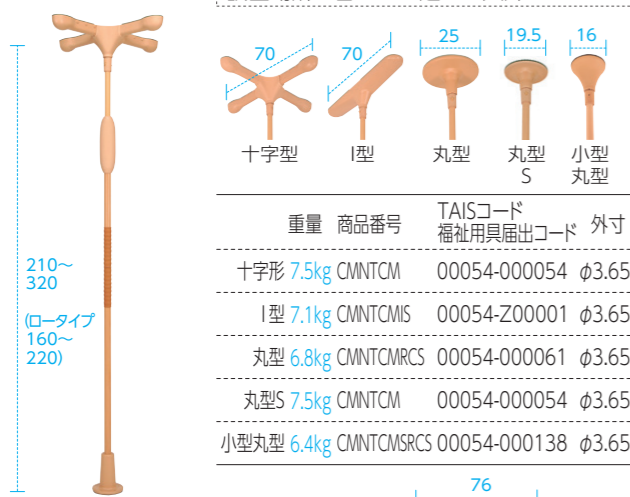 70
70
25
19.5
16
十字型
I型
丸型
丸型
S
小型
丸型
210〜
320
(ロータイプ
160〜
220)
重量 商品番号 TAISコード
福祉用具届出コード 外寸
十字形 7.5kg CMNTCM 00054-000054 φ3.65
I型 7.1kg CMNTCMIS 00054-Z00001 φ3.65
丸型 6.8kg CMNTCMRCS 00054-000061 φ3.65
丸型S 7.5kg CMNTCM 00054-000054 φ3.65
小型丸型 6.4kg CMNTCMSRCS 00054-000138 φ3.65
76